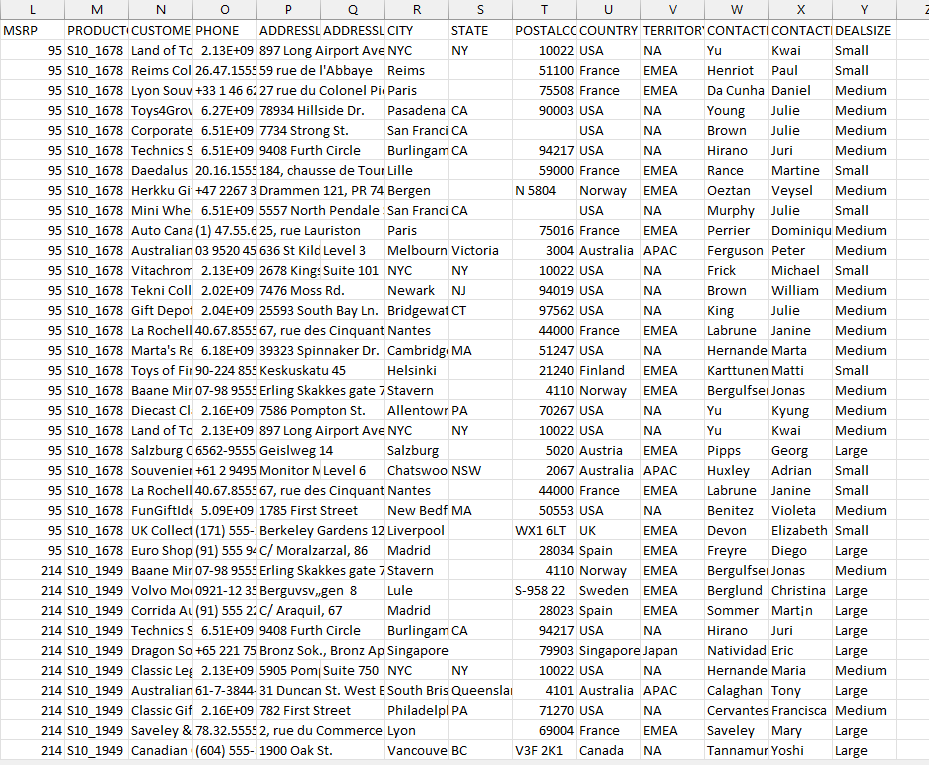 L M N O P Q R S T U V W X Y Z
MSRP PRODUCT CUSTOME PHONE ADDRESSL ADDRESSL CITY STATE POSTALCO COUNTRY TERRITOR CONTACT CONTACT DEALSIZE
95 S10_1678 Land of To 2.13E+09 897 Long Airport Ave NYC NY 10022 USA NA Yu Kwai Small
95 S10_1678 Reims Col 26.47.1555 59 rue de l'Abbaye Reims 51100 France EMEA Henriot Paul Small
95 S10_1678 Lyon Souv +33 1 46 62 27 rue du Colonel Pi Paris 75508 France EMEA Da Cunha Daniel Medium
95 S10_1678 Toys4Grov 6.27E+09 78934 Hillside Dr. Pasadena CA 90003 USA NA Young Julie Medium
95 S10_1678 Corporate 6.51E+09 7734 Strong St. San Franci CA USA NA Brown Julie Medium
95 S10_1678 Technics S 6.51E+09 9408 Furth Circle Burlingam CA 94217 USA NA Hirano Juri Medium
95 S10_1678 Daedalus 20.16.1555 184, chausse de Tour Lille 59000 France EMEA Rance Martine Small
95 S10_1678 Herkku Gi +47 2267 3 Drammen 121, PR 74 Bergen N 5804 Norway EMEA Oeztan Veysel Medium
95 S10_1678 Mini Whe 6.51E+09 5557 North Pendale San Franci CA USA NA Murphy Julie Small
95 S10_1678 Auto Cana (1) 47.55.6 25, rue Lauriston Paris 75016 France EMEA Perrier Dominiqu Medium
95 S10_1678 Australian 03 9520 45 636 St Kild Level 3 Melbourn Victoria 3004 Australia APAC Ferguson Peter Medium
95 S10_1678 Vitachrom 2.13E+09 2678 Kings Suite 101 NYC NY 10022 USA NA Frick Michael Small
95 S10_1678 Tekni Coll 2.02E+09 7476 Moss Rd. Newark NJ 94019 USA NA Brown William Medium
95 S10_1678 Gift Depot 2.04E+09 25593 South Bay Ln. Bridgewat CT 97562 USA NA King Julie Medium
95 S10_1678 La Rochell 40.67.8555 67, rue des Cinquant Nantes 44000 France EMEA Labrune Janine Medium
95 S10_1678 Marta's Re 6.18E+09 39323 Spinnaker Dr. Cambridg MA 51247 USA NA Hernande Marta Medium
95 S10_1678 Toys of Fin 90-224 855 Keskuskatu 45 Helsinki 21240 Finland EMEA Karttunen Matti Small
95 S10_1678 Baane Min 07-98 9555 Erling Skakkes gate 7 Stavern 4110 Norway EMEA Bergulfsen Jonas Medium
95 S10_1678 Diecast Cl 2.16E+09 7586 Pompton St. Allentown PA 70267 USA NA Yu Kyung Medium
95 S10_1678 Land of To 2.13E+09 897 Long Airport Ave NYC NY 10022 USA NA Yu Kwai Medium
95 S10_1678 Salzburg C 6562-9555 Geislweg 14 Salzburg 5020 Austria EMEA Pipps Georg Large
95 S10_1678 Souvenier +61 2 9495 Monitor M Level 6 Chatswoo NSW 2067 Australia APAC Huxley Adrian Small
95 S10_1678 La Rochell 40.67.8555 67, rue des Cinquant Nantes 44000 France EMEA Labrune Janine Small
95 S10_1678 FunGiftIde 5.09E+09 1785 First Street New Bedf MA 50553 USA NA Benitez Violeta Medium
95 S10_1678 UK Collect (171) 555- Berkeley Gardens 12 Liverpool WX1 6LT UK EMEA Devon Elizabeth Small
95 S10_1678 Euro Shop (91) 555 94 C/ Moralzarzal, 86 Madrid 28034 Spain EMEA Freyre Diego Large
214 S10_1949 Baane Min 07-98 9555 Erling Skakkes gate 7 Stavern 4110 Norway EMEA Bergulfsen Jonas Medium
214 S10_1949 Volvo Mod 0921-12 35 Berguvsv„gen 8 Lule S-958 22 Sweden EMEA Berglund Christina Large
214 S10_1949 Corrida Au (91) 555 22 C/ Araquil, 67 Madrid 28023 Spain EMEA Sommer Mart¡n Large
214 S10_1949 Technics S 6.51E+09 9408 Furth Circle Burlingam CA 94217 USA NA Hirano Juri Large
214 S10_1949 Dragon So +65 221 75 Bronz Sok., Bronz Ap Singapore 79903 Singapore Japan Natividad Eric Large
214 S10_1949 Classic Leg 2.13E+09 5905 Pomp Suite 750 NYC NY 10022 USA NA Hernande Maria Medium
214 S10_1949 Australian 61-7-3844- 31 Duncan St. West E South Bris Queenslan 4101 Australia APAC Calaghan Tony Large
214 S10_1949 Classic Gif 2.16E+09 782 First Street Philadelpl PA 71270 USA NA Cervantes Francisca Medium
214 S10_1949 Saveley & 78.32.5555 2, rue du Commerce Lyon 69004 France EMEA Saveley Mary Large
214 S10_1949 Canadian (604) 555- 1900 Oak St. Vancouve BC V3F 2K1 Canada NA Tannamur Yoshi Large